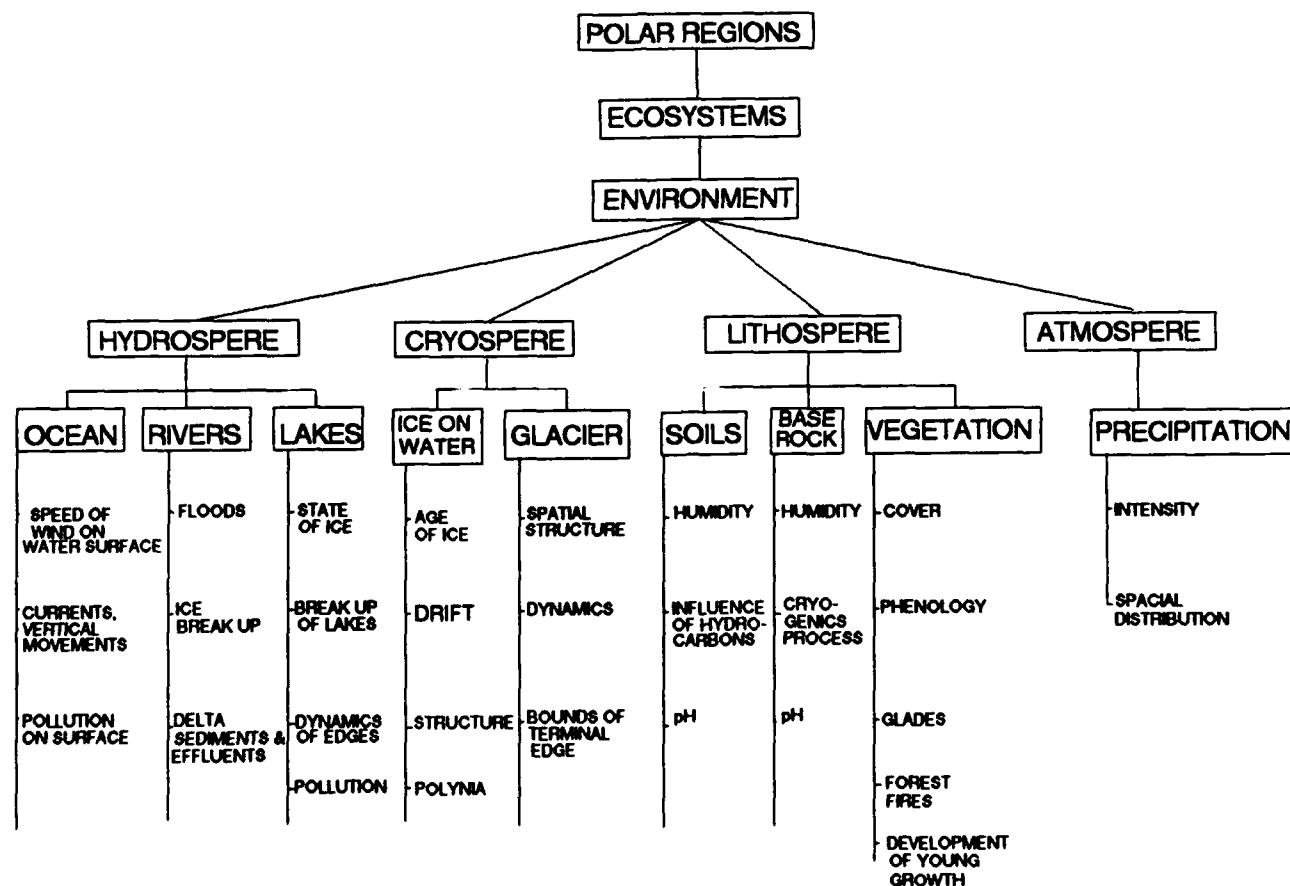 POLAR REGIONS
ECOSYSTEMS
ENVIRONMENT
HYDROSPERE
CRYOSPERE
LITHOSPERE
ATMOSPERE
OCEAN
SPEED OF
WIND ON
WATER SURFACE
CURRENTS,
VERTICAL
MOVEMENTS
POLLUTION
ON SURFACE
RIVERS
FLOODS
ICE
BREAK UP
DELTA
SEDIMENTS &
EFFLUENTS
LAKES
STATE
OF ICE
BREAK UP
OF LAKES
DYNAMICS
OF EDGES
POLLUTION
ICE ON
WATER
AGE
OF ICE
DRIFT
STRUCTURE
POLYNIA
GLACIER
SPATIAL
STRUCTURE
DYNAMICS
BOUNDS OF
TERMINAL
EDGE
SOILS
HUMIDITY
INFLUENCE
OF HYDRO-
CARBONS
pH
BASE
ROCK
HUMIDITY
CRYO-
GENICS
PROCESS
pH
VEGETATION
COVER
PHENOLOGY
GLADES
FOREST
FIRES
DEVELOPMENT
OF YOUNG
GROWTH
PRECIPITATION
INTENSITY
SPACIAL
DISTRIBUTION